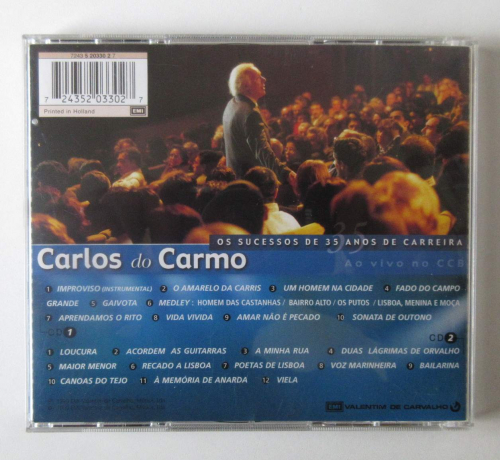 7243 5 20330 2 7
7 24352 03302 7
Printed in Holland EMI
OS SUCESSOS DE 35 ANOS DE CARREIRA
35
Carlos do Carmo
Ao vivo no CCB
1 IMPROVISO (INSTRUMENTAL) 2 O AMARELO DA CARRIS 3 UM HOMEM NA CIDADE 4 FADO DO CAMPO
GRANDE 5 GAIVOTA 6 MEDLEY: HOMEM DAS CASTANHAS / BAIRRO ALTO / OS PUTOS / LISBOA, MENINA E MOÇA
7 APRENDAMOS O RITO 8 VIDA VIVIDA 9 AMAR NÃO É PECADO 10 SONATA DE OUTONO
CD 1
CD 2
1 LOUCURA 2 ACORDEM AS GUITARRAS 3 A MINHA RUA 4 DUAS LÁGRIMAS DE ORVALHO
5 MAIOR MENOR 6 RECADO A LISBOA 7 POETAS DE LISBOA 8 VOZ MARINHEIRA 9 BAILARINA
10 CANOAS DO TEJO 11 À MEMÓRIA DE ANARDA 12 VIELA
EMI VALENTIM DE CARVALHO